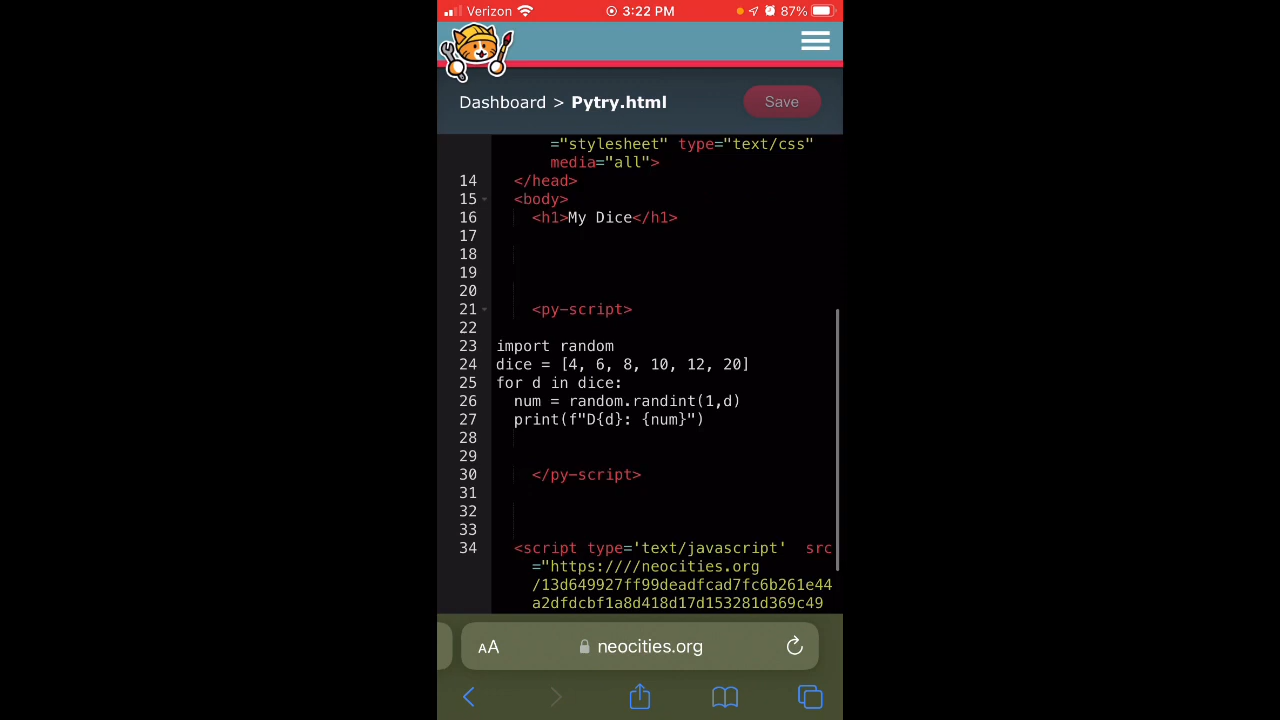 Verizon 3:22 PM 87%
Dashboard > Pytry.html Save
="stylesheet" type="text/css"
media="all">
14 </head>
15 <body>
16 <h1>My Dice</h1>
17
18
19
20
21 <py-script>
22
23 import random
24 dice = [4, 6, 8, 10, 12, 20]
25 for d in dice:
26 num = random.randint(1,d)
27 print(f"D{d}: {num}")
28
29
30 </py-script>
31
32
33
34 <script type='text/javascript' src
="https:////neocities.org
/13d649927ff99deadfcad7fc6b261e44
a2dfdcbf1a8d418d17d153281d369c49
AA neocities.org